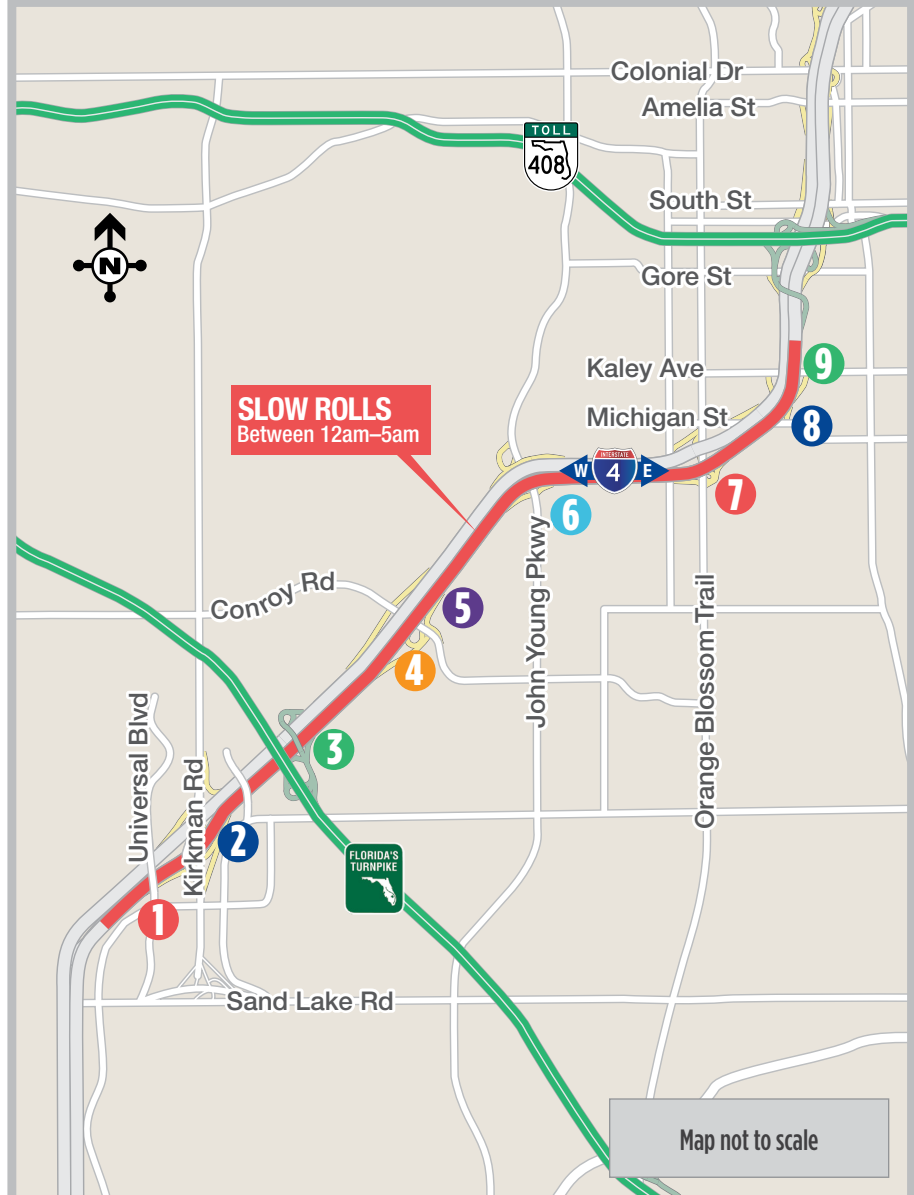 Colonial Dr
Amelia St
TOLL
408
South St
N
Gore St
Kaley Ave
9
SLOW ROLLS
Between 12am–5am
Michigan St
8
INTERSTATE
W 4 E
7
6
John Young Pkwy
Conroy Rd
5
Orange Blossom Trail
4
Universal Blvd
3
Kirkman Rd
2
FLORIDA'S
TURNPIKE
1
Sand Lake Rd
Map not to scale